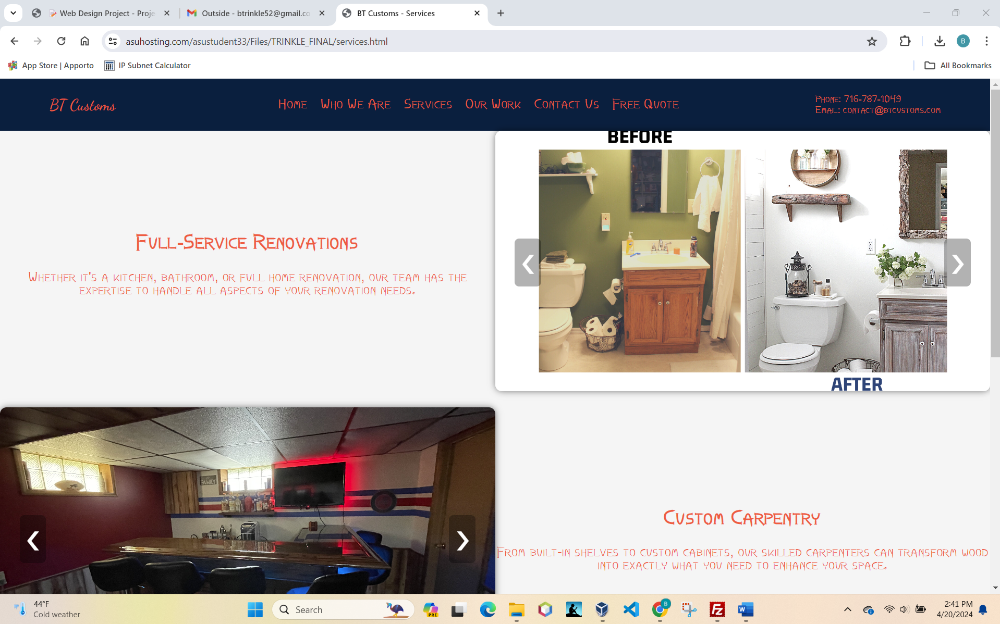 Web Design Project - Proje
Outside - btrinkle52@gmail.co
BT Customs - Services
asuhosting.com/asustudent33/Files/TRINKLE_FINAL/services.html
B
App Store | Apporto
IP Subnet Calculator
All Bookmarks
BT Customs
Home
Who We Are
Services
Our Work
Contact Us
Free Quote
Phone: 716-787-1049
Email: contact@btcustoms.com
BEFORE
Full-Service Renovations
Whether it's a kitchen, bathroom, or full home renovation, our team has the
expertise to handle all aspects of your renovation needs.
AFTER
FAMILY
Custom Carpentry
From built-in shelves to custom cabinets, our skilled carpenters can transform wood
into exactly what you need to enhance your space.
44°F
Cold weather
Search
PRE
B
2:41 PM
4/20/2024